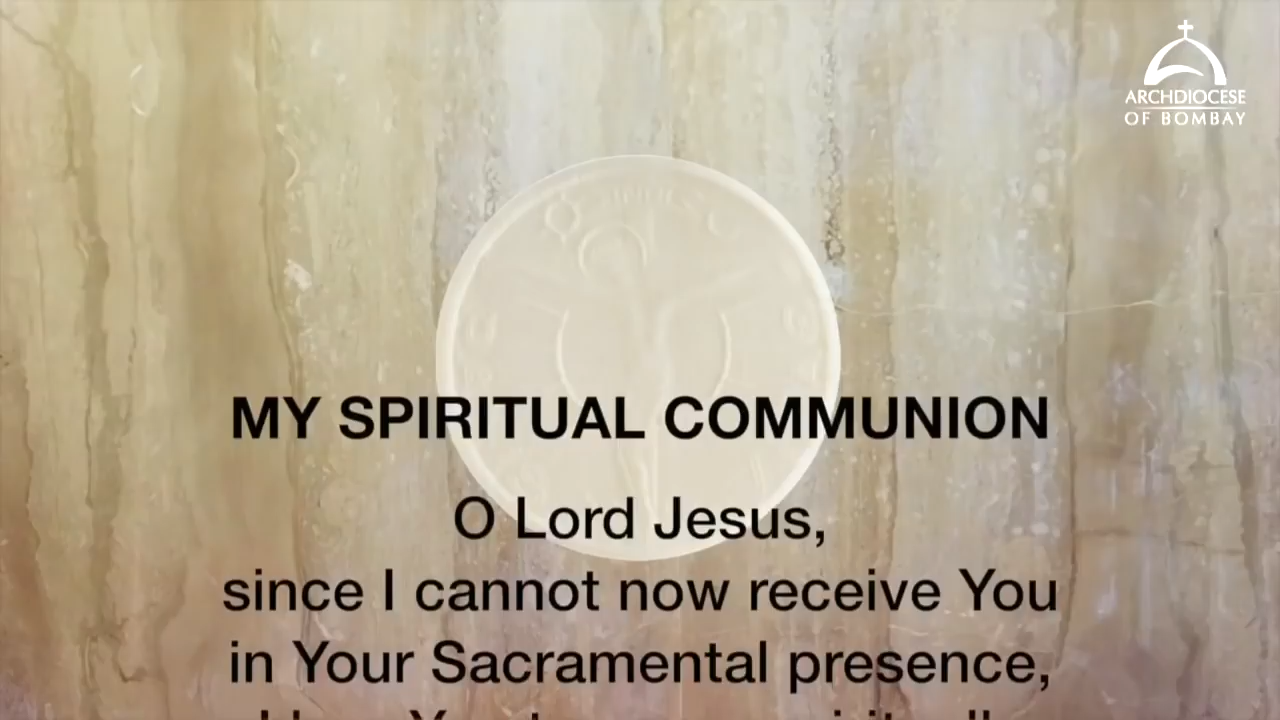 ARCHDIOCESE
OF BOMBAY
MY SPIRITUAL COMMUNION
O Lord Jesus,
since I cannot now receive You
in Your Sacramental presence,